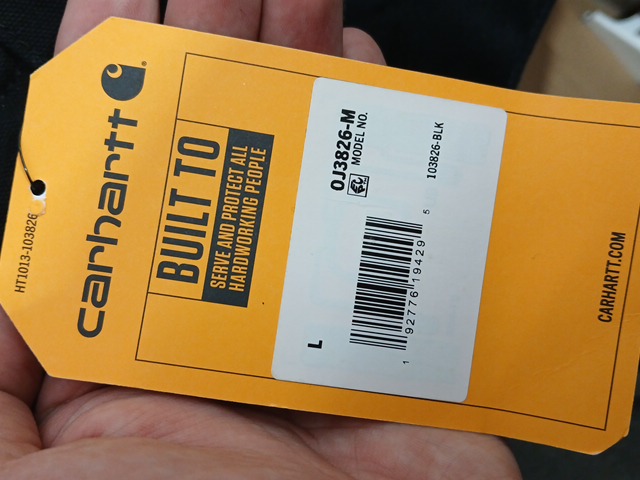 carhartt
HT1013-103826
BUILT TO
SERVE AND PROTECT ALL
HARDWORKING PEOPLE
OJ3826-M
MODEL NO.
103826-BLK
L
1 92776 19429 5
CARHARTT.COM